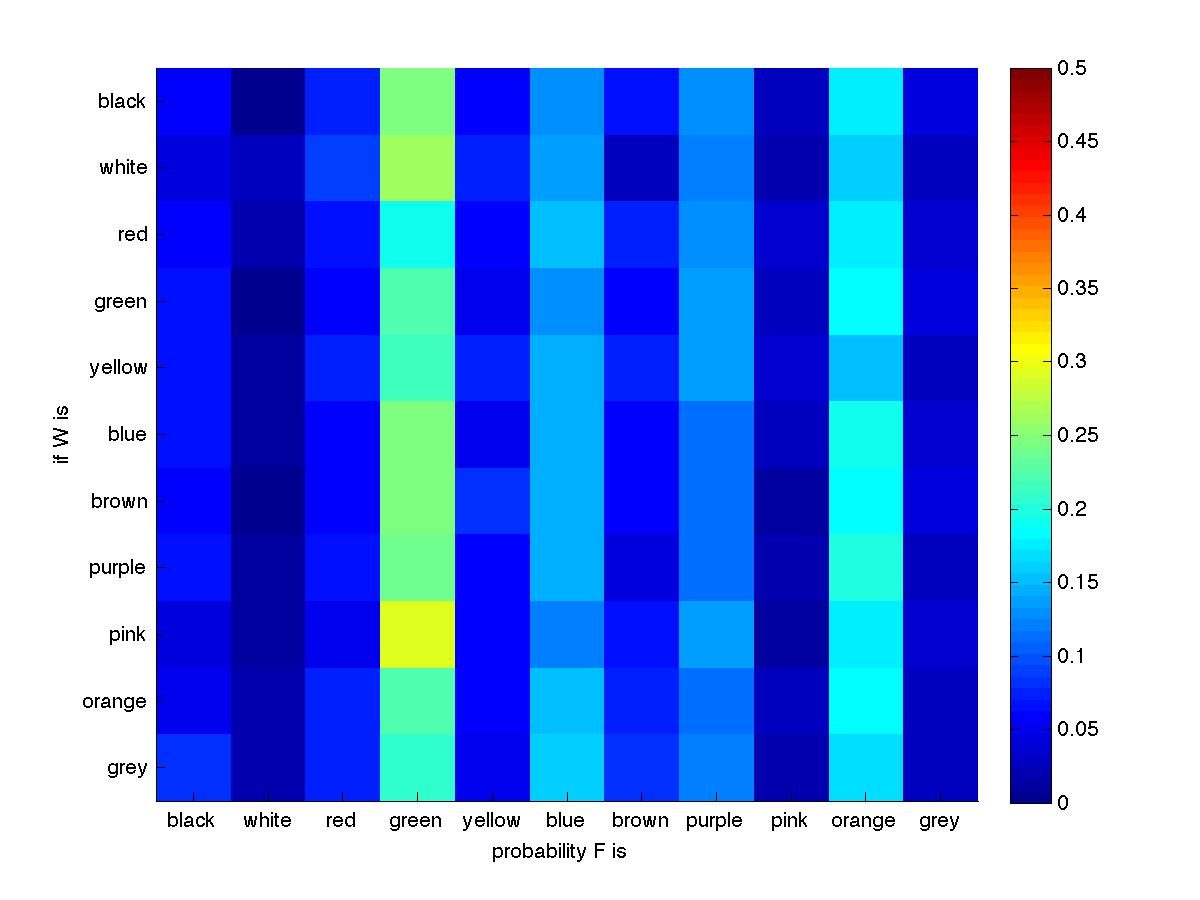 black
white
red
green
yellow
blue
brown
purple
pink
orange
grey
if W is
black white red green yellow blue brown purple pink orange grey
probability F is
0.5
0.45
0.4
0.35
0.3
0.25
0.2
0.15
0.1
0.05
0